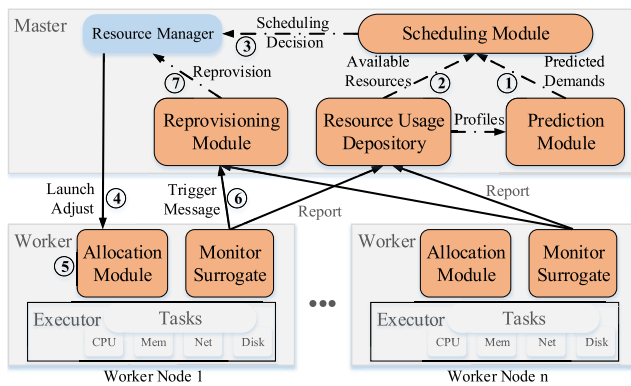 Master
Resource Manager
Scheduling
Decision
③
Scheduling Module
⑦
Reprovision
Available
Resources
②
①
Predicted
Demands
Reprovisioning
Module
Resource Usage
Depository
Profiles
Prediction
Module
Launch
Adjust
④
Trigger
Message
⑥
Report
Report
Worker
⑤
Allocation
Module
Monitor
Surrogate
Executor
Tasks
CPU
Mem
Net
Disk
Worker Node 1
•••
Worker
Allocation
Module
Monitor
Surrogate
Executor
Tasks
CPU
Mem
Net
Disk
Worker Node n